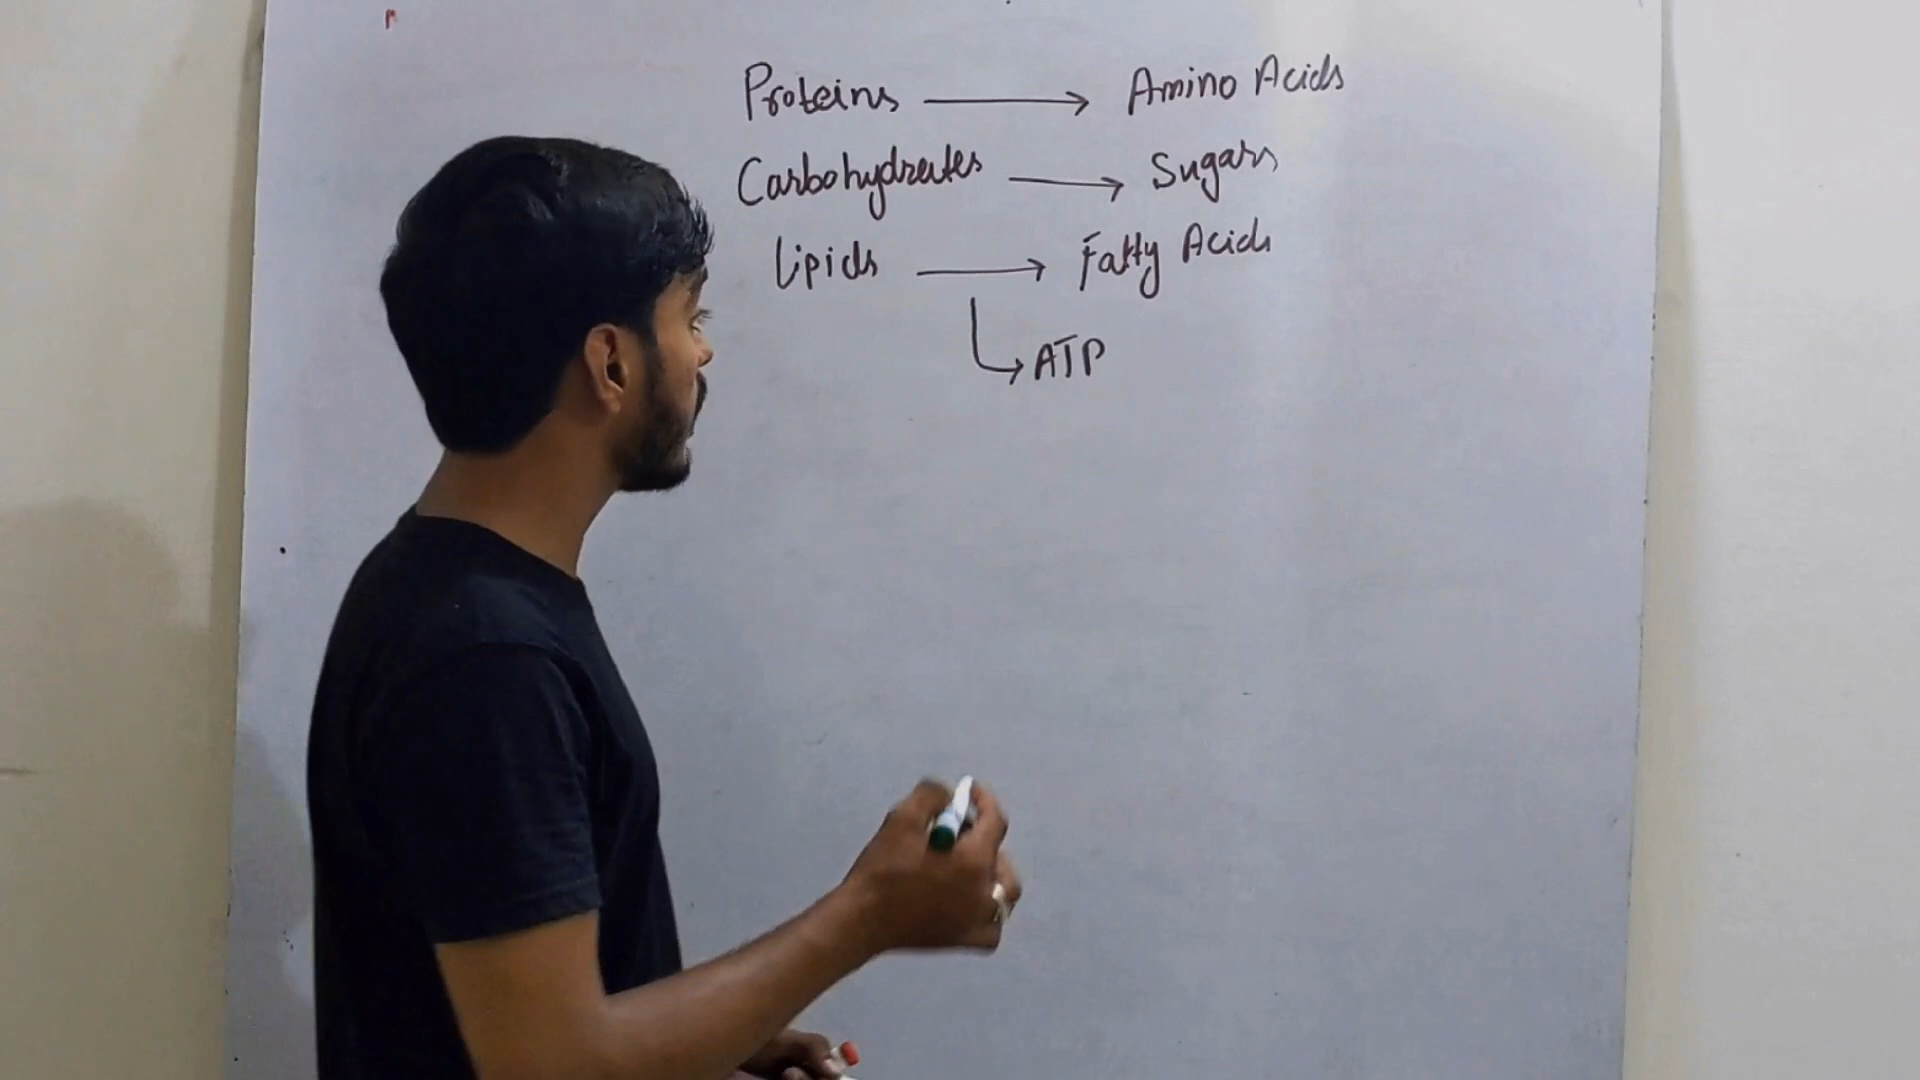 Proteins → Amino Acids
Carbohydrates → Sugars
Lipids → Fatty Acids
↳ ATP